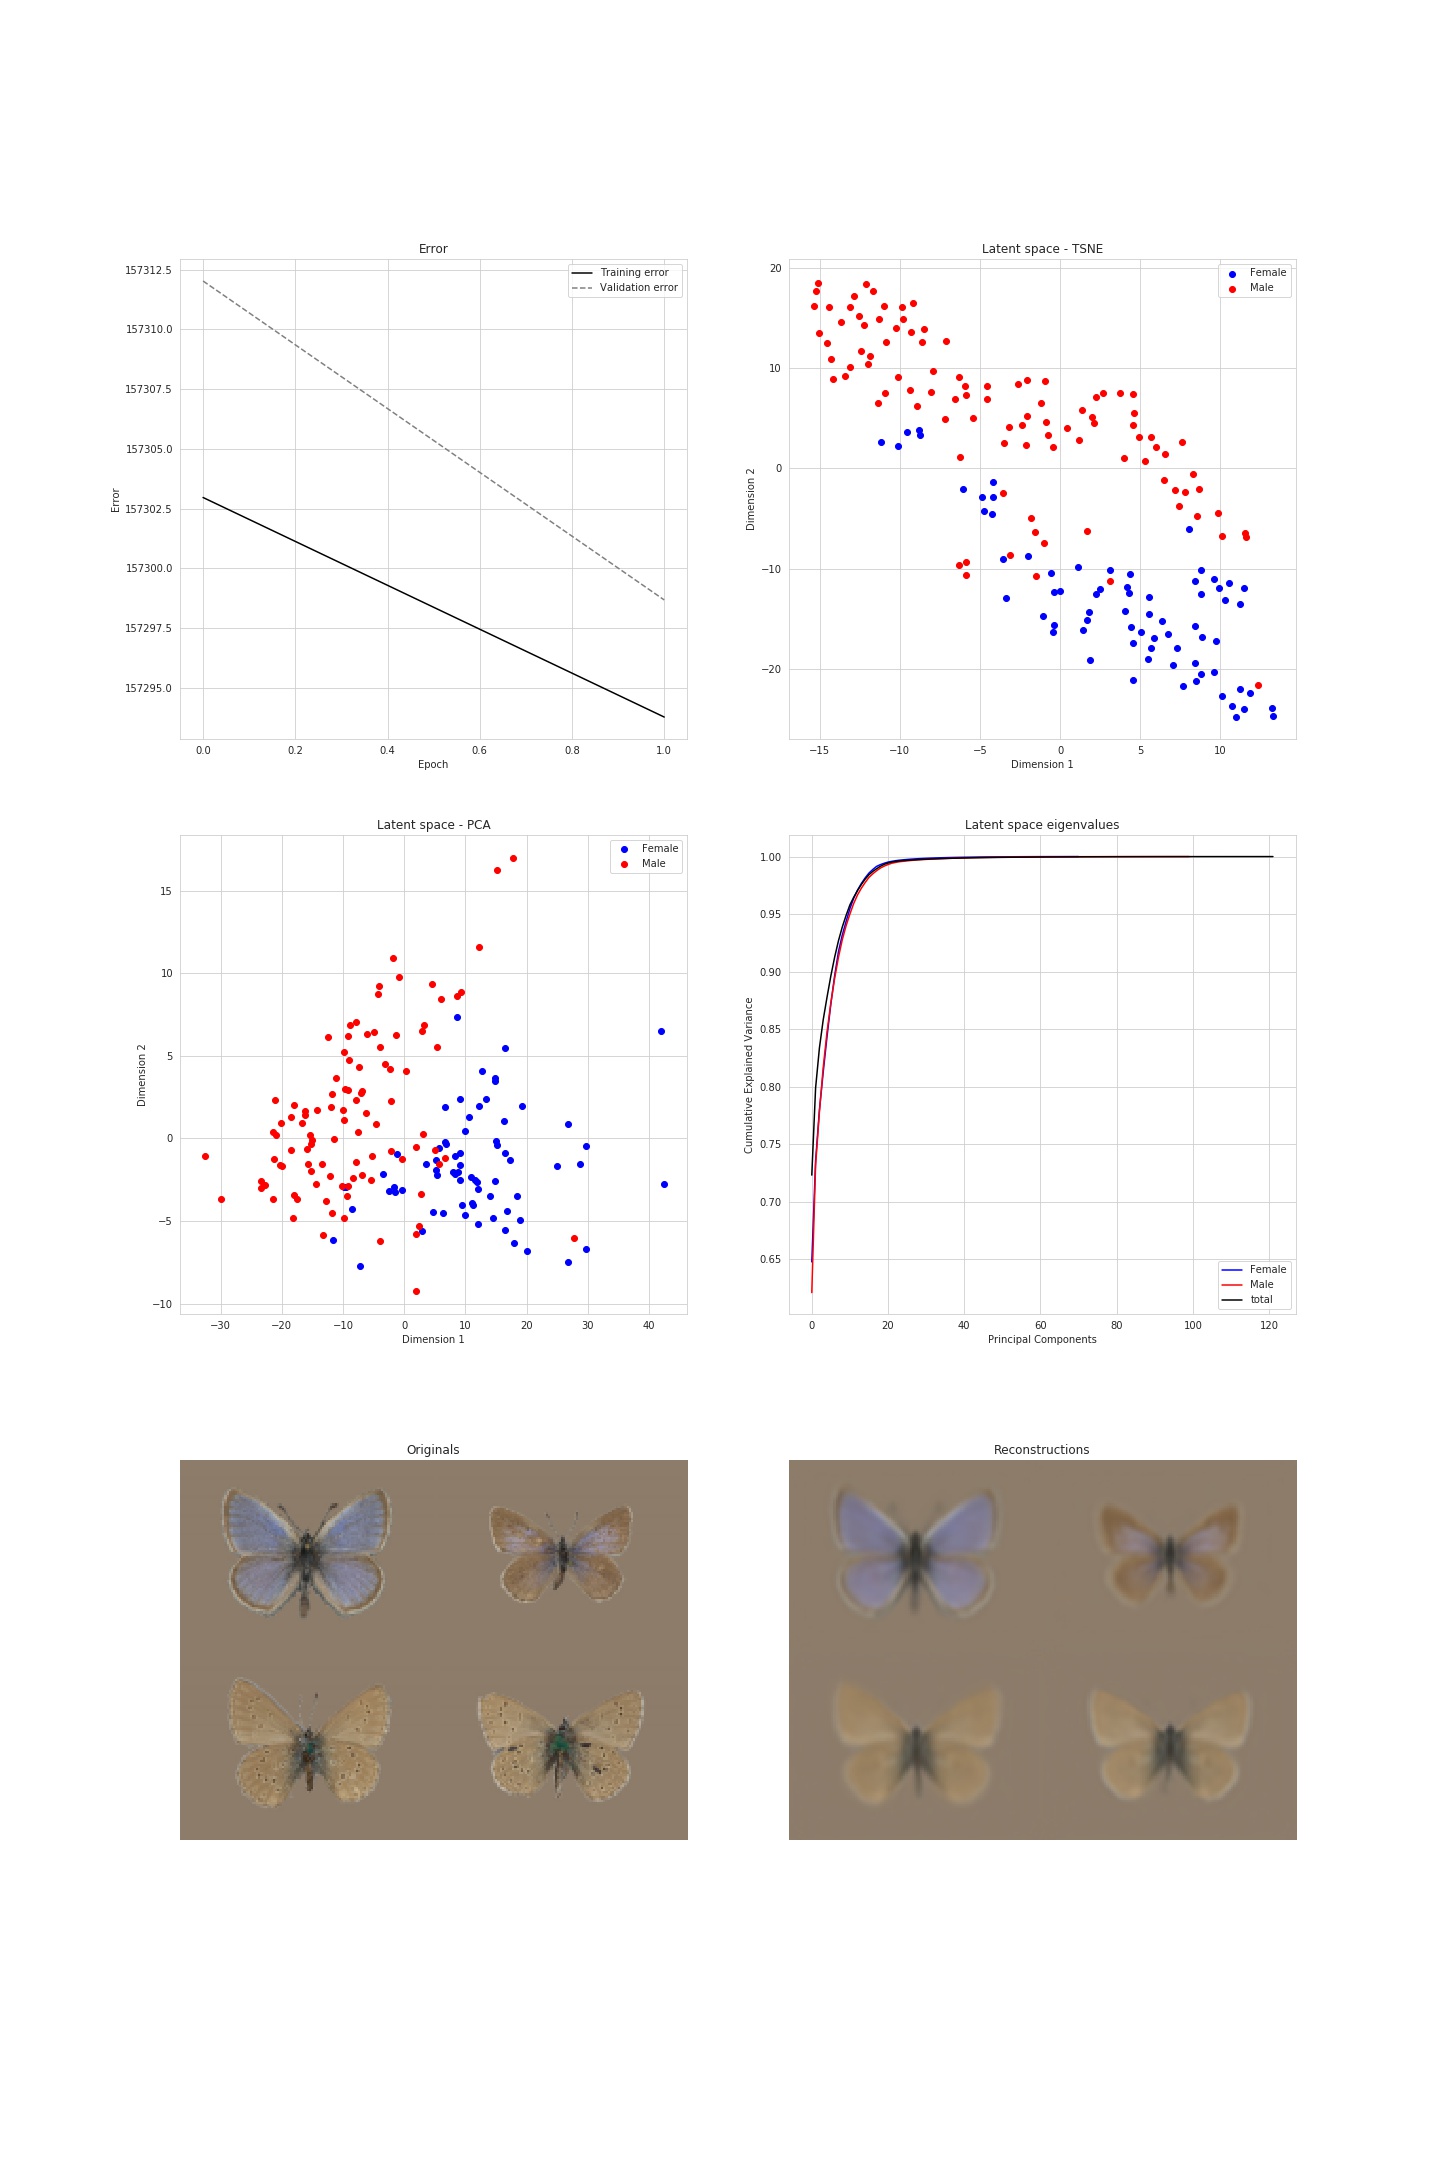 Error
157312.5
157310.0
157307.5
157305.0
157302.5
157300.0
157297.5
157295.0
Error
Training error
Validation error
0.0 0.2 0.4 0.6 0.8 1.0
Epoch
Latent space - TSNE
20
10
0
−10
−20
Dimension 2
Female
Male
−15 −10 −5 0 5 10
Dimension 1
Latent space - PCA
15
10
5
0
−5
−10
Dimension 2
Female
Male
−30 −20 −10 0 10 20 30 40
Dimension 1
Latent space eigenvalues
1.00
0.95
0.90
0.85
0.80
0.75
0.70
0.65
Cumulative Explained Variance
Female
Male
total
0 20 40 60 80 100 120
Principal Components
Originals
Reconstructions